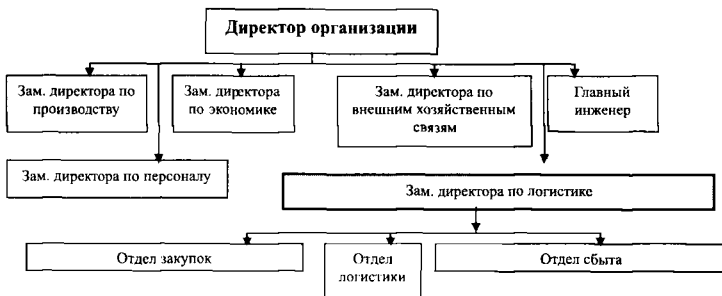 Директор организации
Зам. директора по
производству
Зам. директора
по экономике
Зам. директора по
внешним хозяйственным
связям
Главный
инженер
Зам. директора по персоналу
Зам. директора по логистике
Отдел закупок
Отдел
логистики
Отдел сбыта